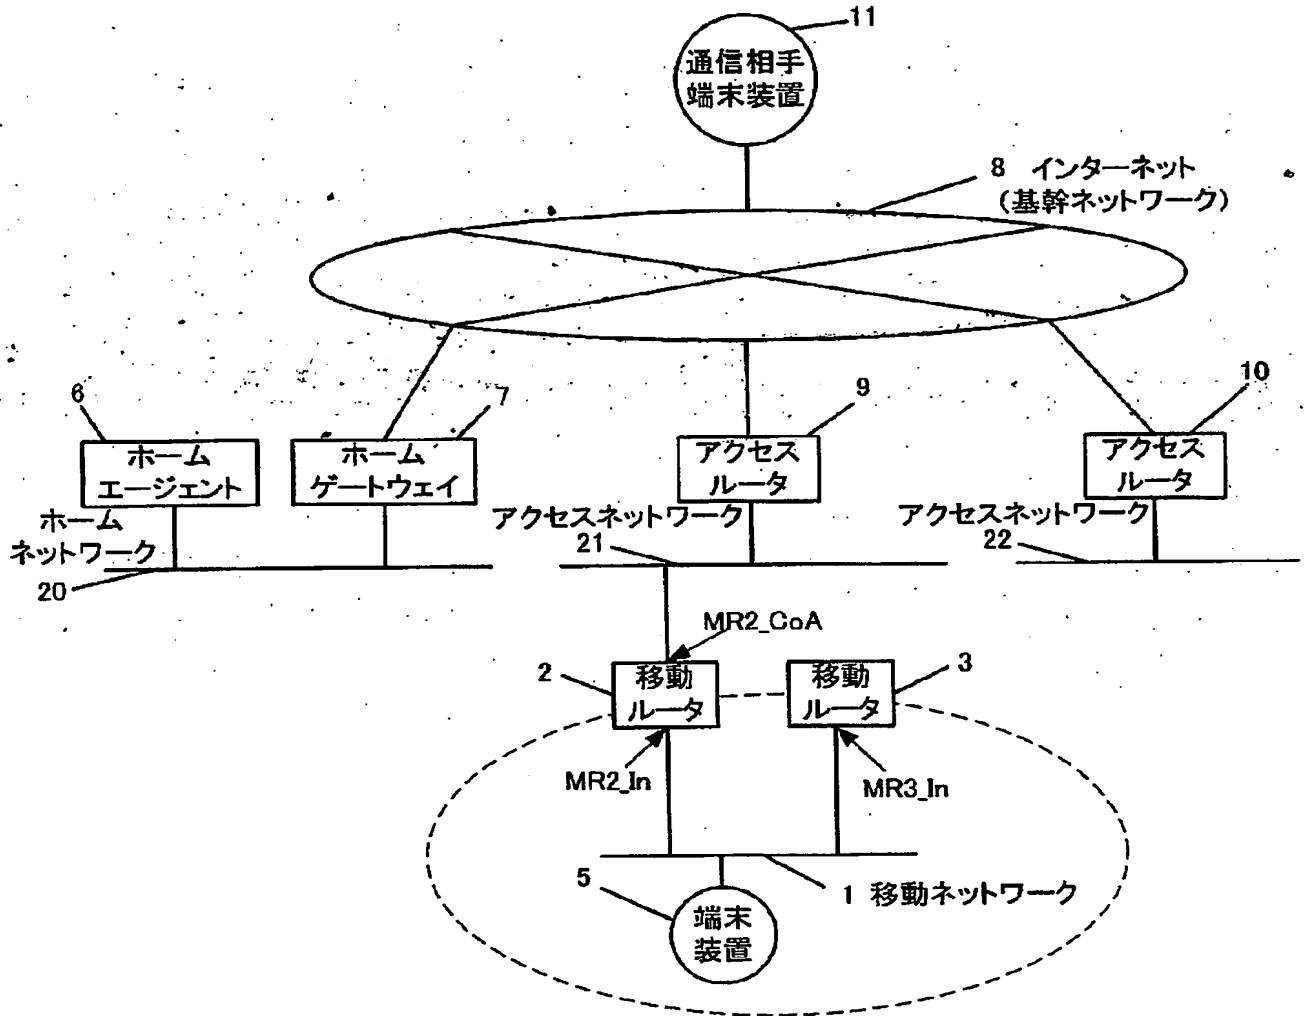 11
通信相手
端末装置
8 インターネット
(基幹ネットワーク)
6
7
9
10
ホーム
エージェント
ホーム
ゲートウェイ
アクセス
ルータ
アクセス
ルータ
ホーム
ネットワーク
20
アクセスネットワーク
21
アクセスネットワーク
22
MR2_CoA
2
移動
ルータ
移動
ルータ
3
MR2_In
MR3_In
5
1 移動ネットワーク
端末
装置